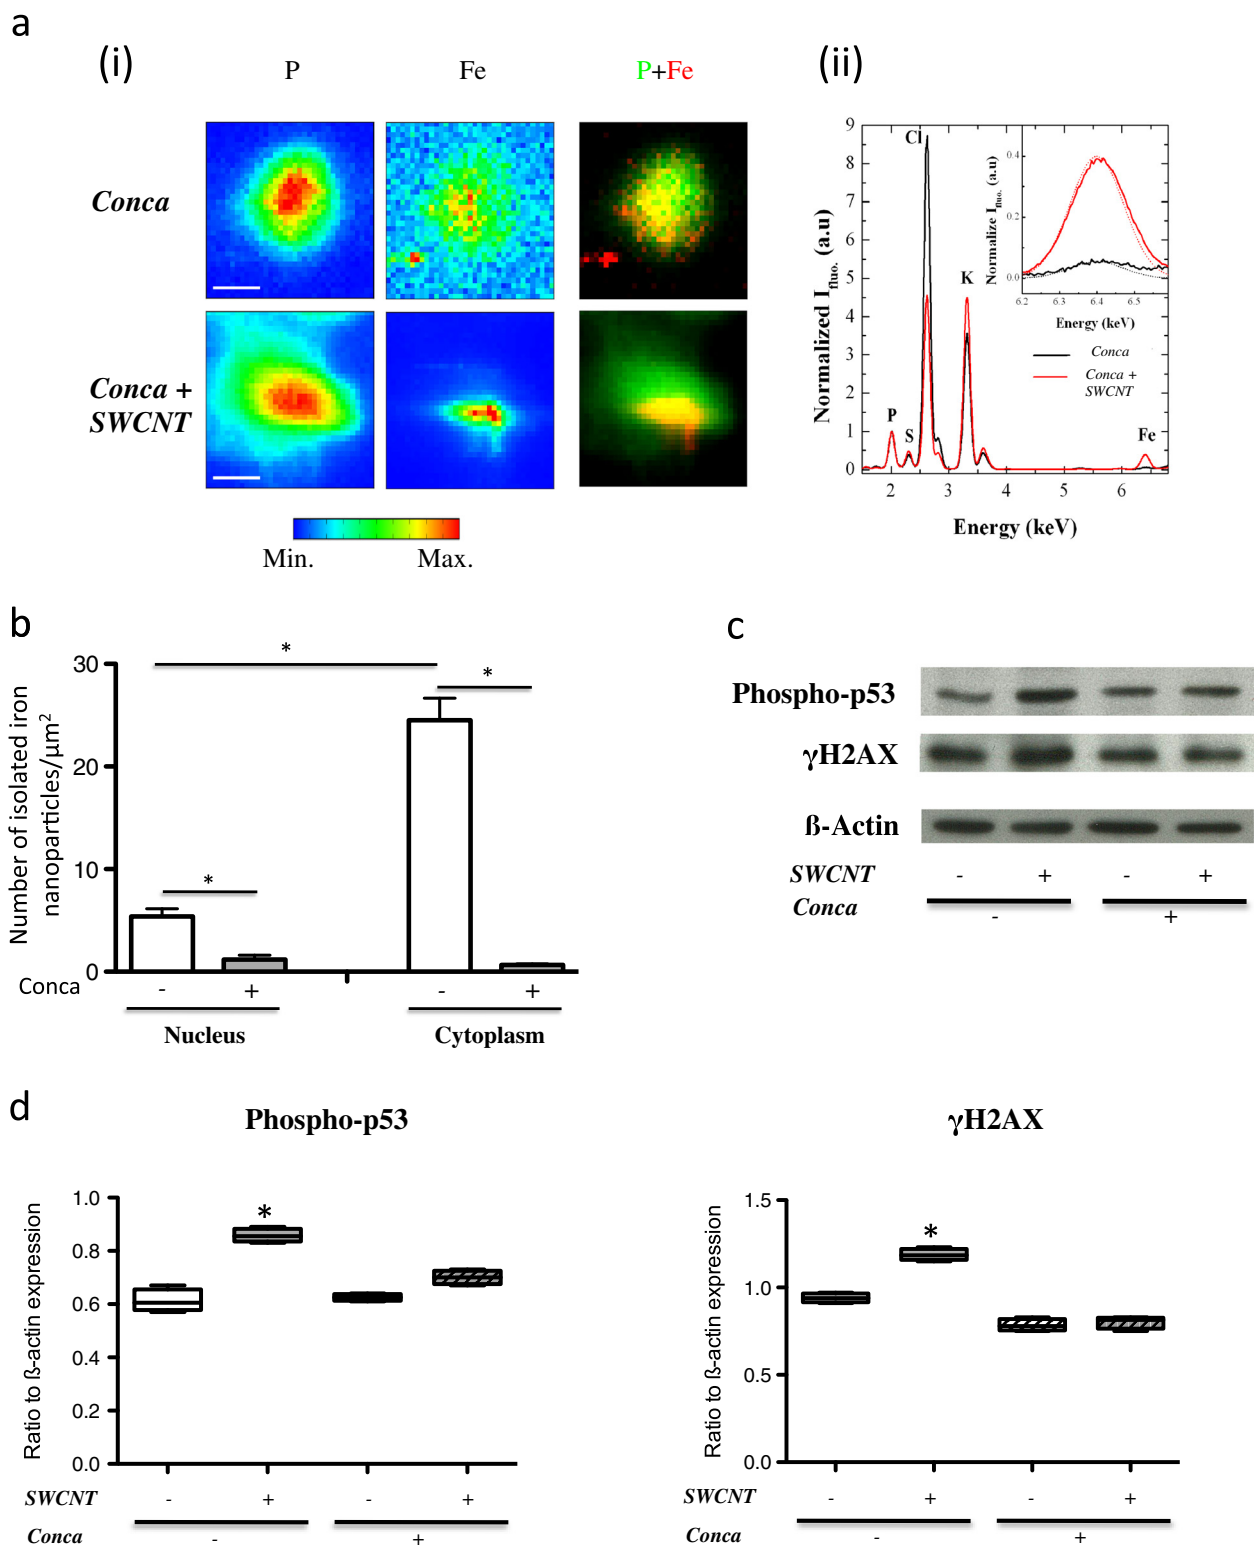 a
(i)
P
Fe
P+Fe
Conca
Conca +
SWCNT
Min.
Max.
(ii)
9
8
7
6
5
4
3
2
1
0
Normalized I fluo. (a.u)
Cl
K
P
S
Fe
2
3
4
5
6
Energy (keV)
0.4
0.2
0.0
Normalize I fluo. (a.u)
6.2
6.3
6.4
6.5
Energy (keV)
Conca
Conca +
SWCNT
b
Number of isolated iron
nanoparticles/µm2
30
20
10
0
*
*
*
Conca
-
+
-
+
Nucleus
Cytoplasm
c
Phospho-p53
γH2AX
ß-Actin
SWCNT
-
+
-
+
Conca
-
+
d
Phospho-p53
Ratio to ß-actin expression
1.0
0.8
0.6
0.4
0.2
0.0
*
SWCNT
-
+
-
+
Conca
-
+
γH2AX
Ratio to ß-actin expression
1.5
1.0
0.5
0.0
*
SWCNT
-
+
-
+
Conca
-
+